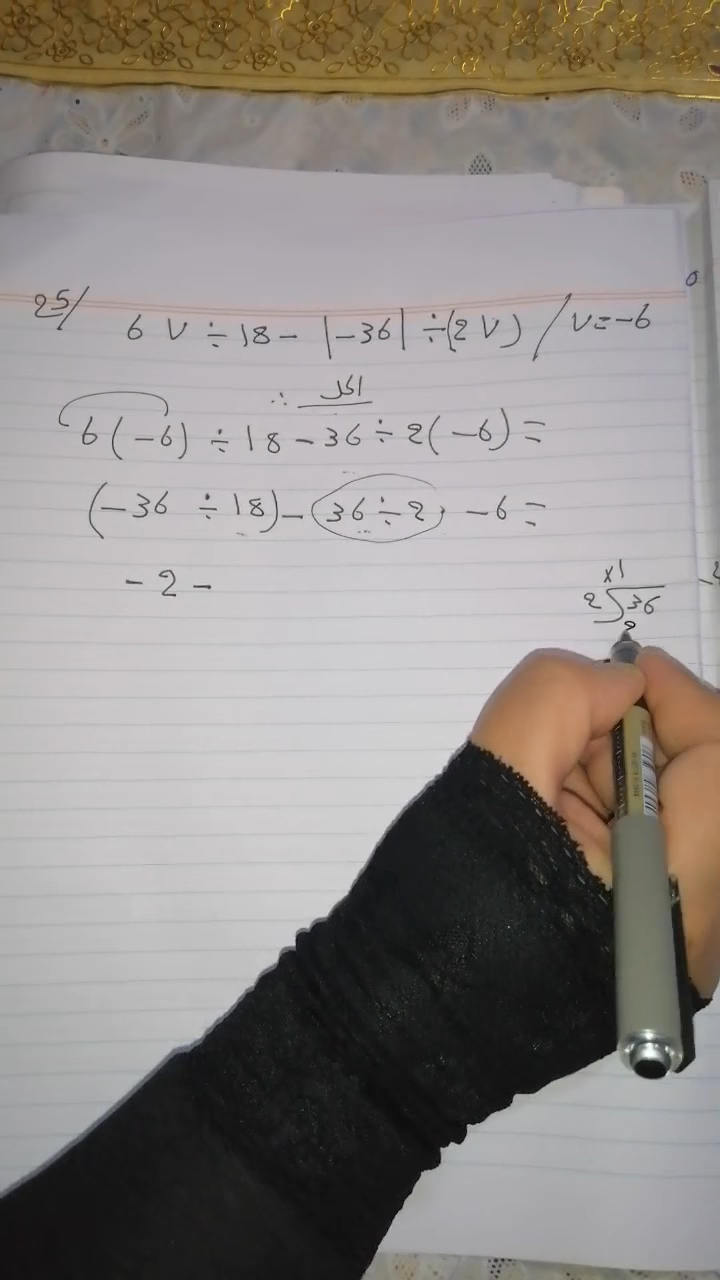 25/ 6 V ÷ 18 - |-36| ÷ (2 V) / V = -6
∴ الحل
6 (-6) ÷ 18 - 36 ÷ 2 (-6) =
(-36 ÷ 18) - 36 ÷ 2 -6 =
- 2 -
x1
2 36